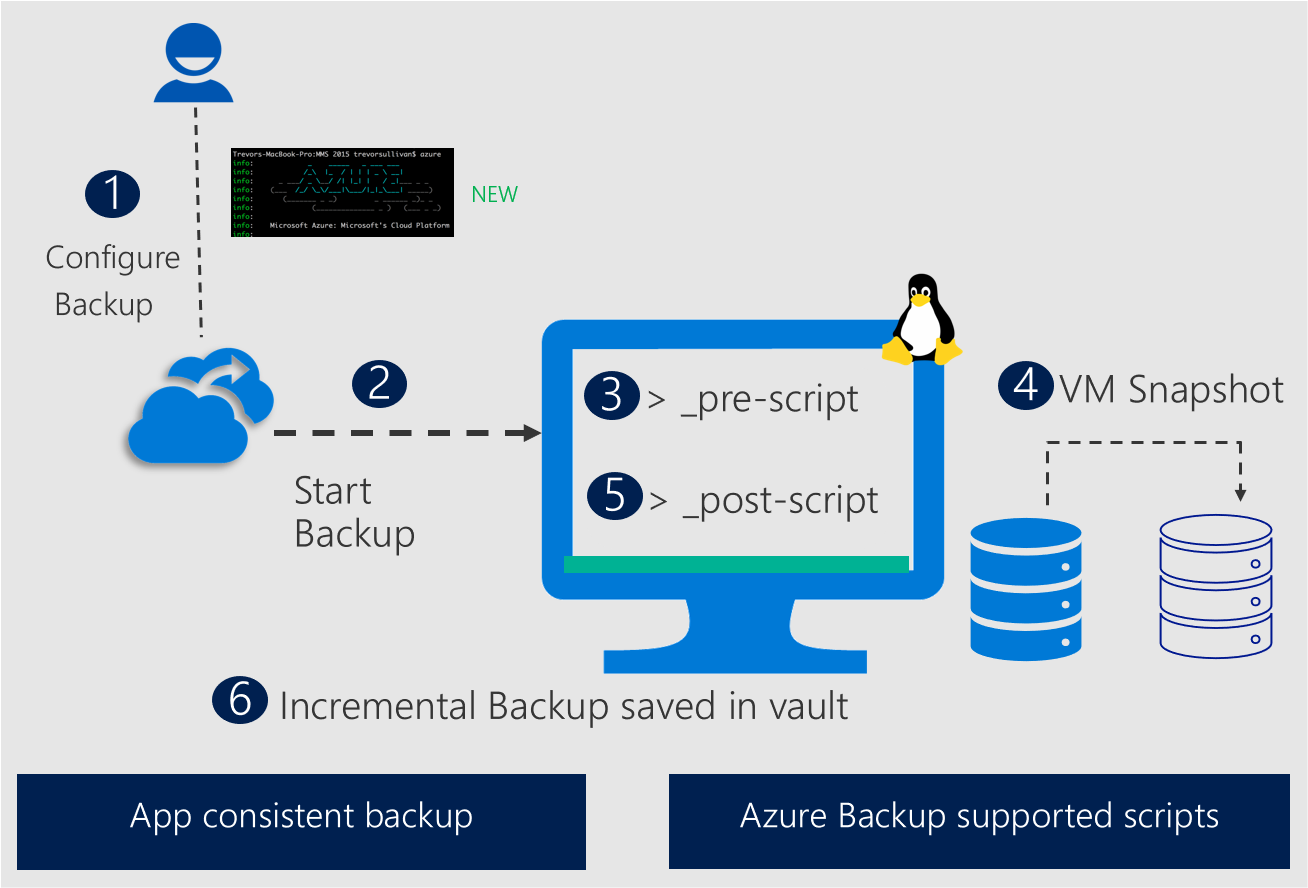 Trevors-MacBook-Pro:MMS 2015 trevorsullivan$ azure
info:
info:
info:
info:
info:
info:
info:
info: Microsoft Azure: Microsoft's Cloud Platform
info:
AZURE
NEW
1
Configure
Backup
2
Start
Backup
3 > _pre-script
4 VM Snapshot
5 > _post-script
6 Incremental Backup saved in vault
App consistent backup
Azure Backup supported scripts